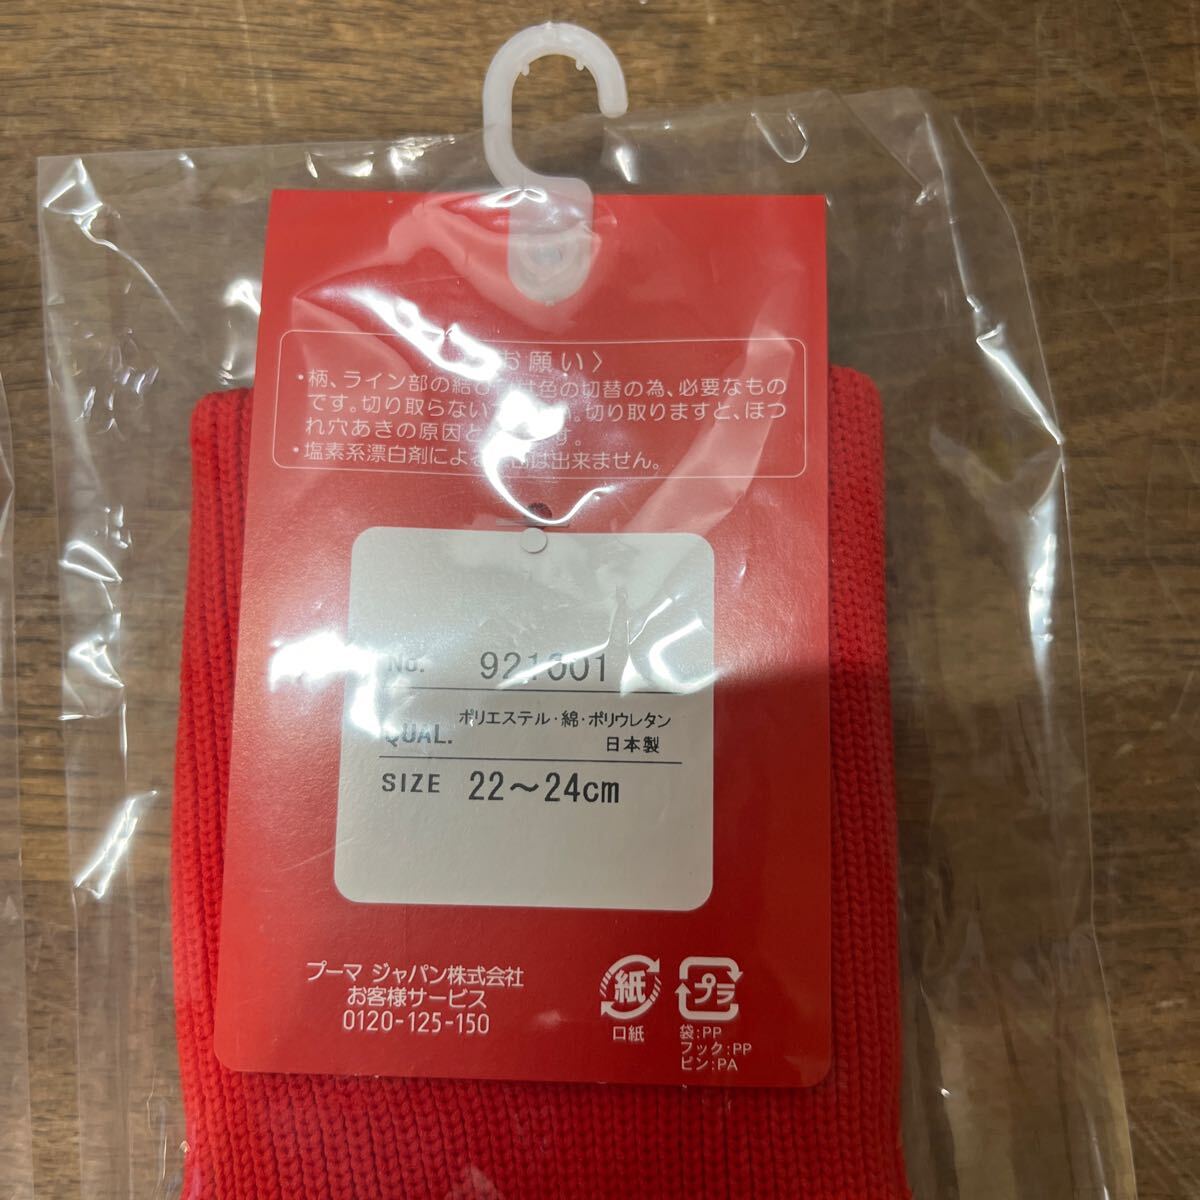 お願い〉
・柄、ライン部の結び 色の切替の為、必要なもの
です。切り取らないで 。切り取りますと、ほつ
れ穴あきの原因と です。
・塩素系漂白剤による は出来ません。
No. 921001
QUAL. ポリエステル・綿・ポリウレタン
日本製
SIZE 22～24cm
プーマ ジャパン株式会社
お客様サービス
0120-125-150
紙
口紙
プラ
袋:PP
フック:PP
ピン:PA